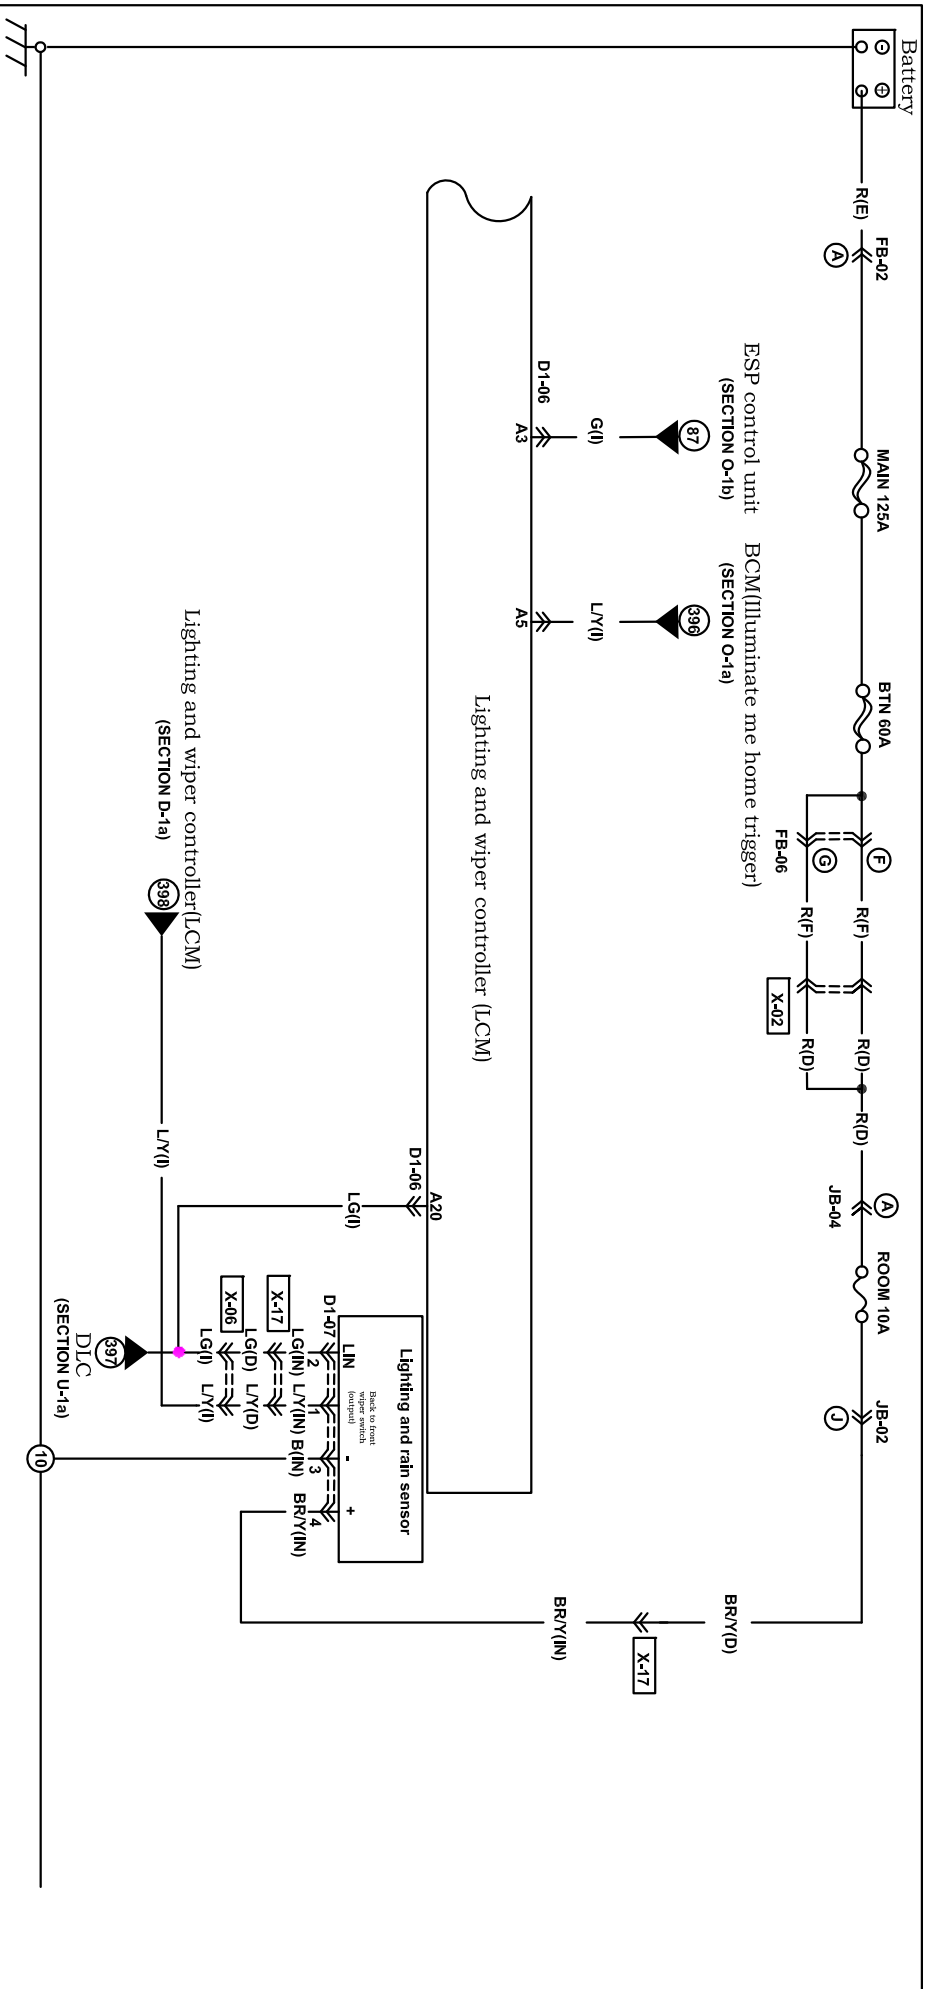 Battery
-
+
R(E)
FB-02
A
MAIN 125A
BTN 60A
F
G
FB-06
R(F)
R(F)
X-02
R(D)
R(D)
R(D)
A
JB-04
ROOM 10A
JB-02
J
ESP control unit
(SECTION O-1b)
87
G(I)
D1-06
A3
BCM(Illuminate me home trigger)
(SECTION O-1a)
396
L/Y(I)
A5
BR/Y(D)
X-17
BR/Y(IN)
Lighting and wiper controller (LCM)
D1-06
A20
LG(I)
Lighting and rain sensor
Back to front
wiper switch
(output)
LIN
-
+
D1-07
2
1
3
4
LG(IN)
L/Y(IN)
B(IN)
BR/Y(IN)
X-17
LG(D)
L/Y(D)
X-06
LG(I)
L/Y(I)
Lighting and wiper controller(LCM)
(SECTION D-1a)
398
L/Y(I)
397
DLC
(SECTION U-1a)
10